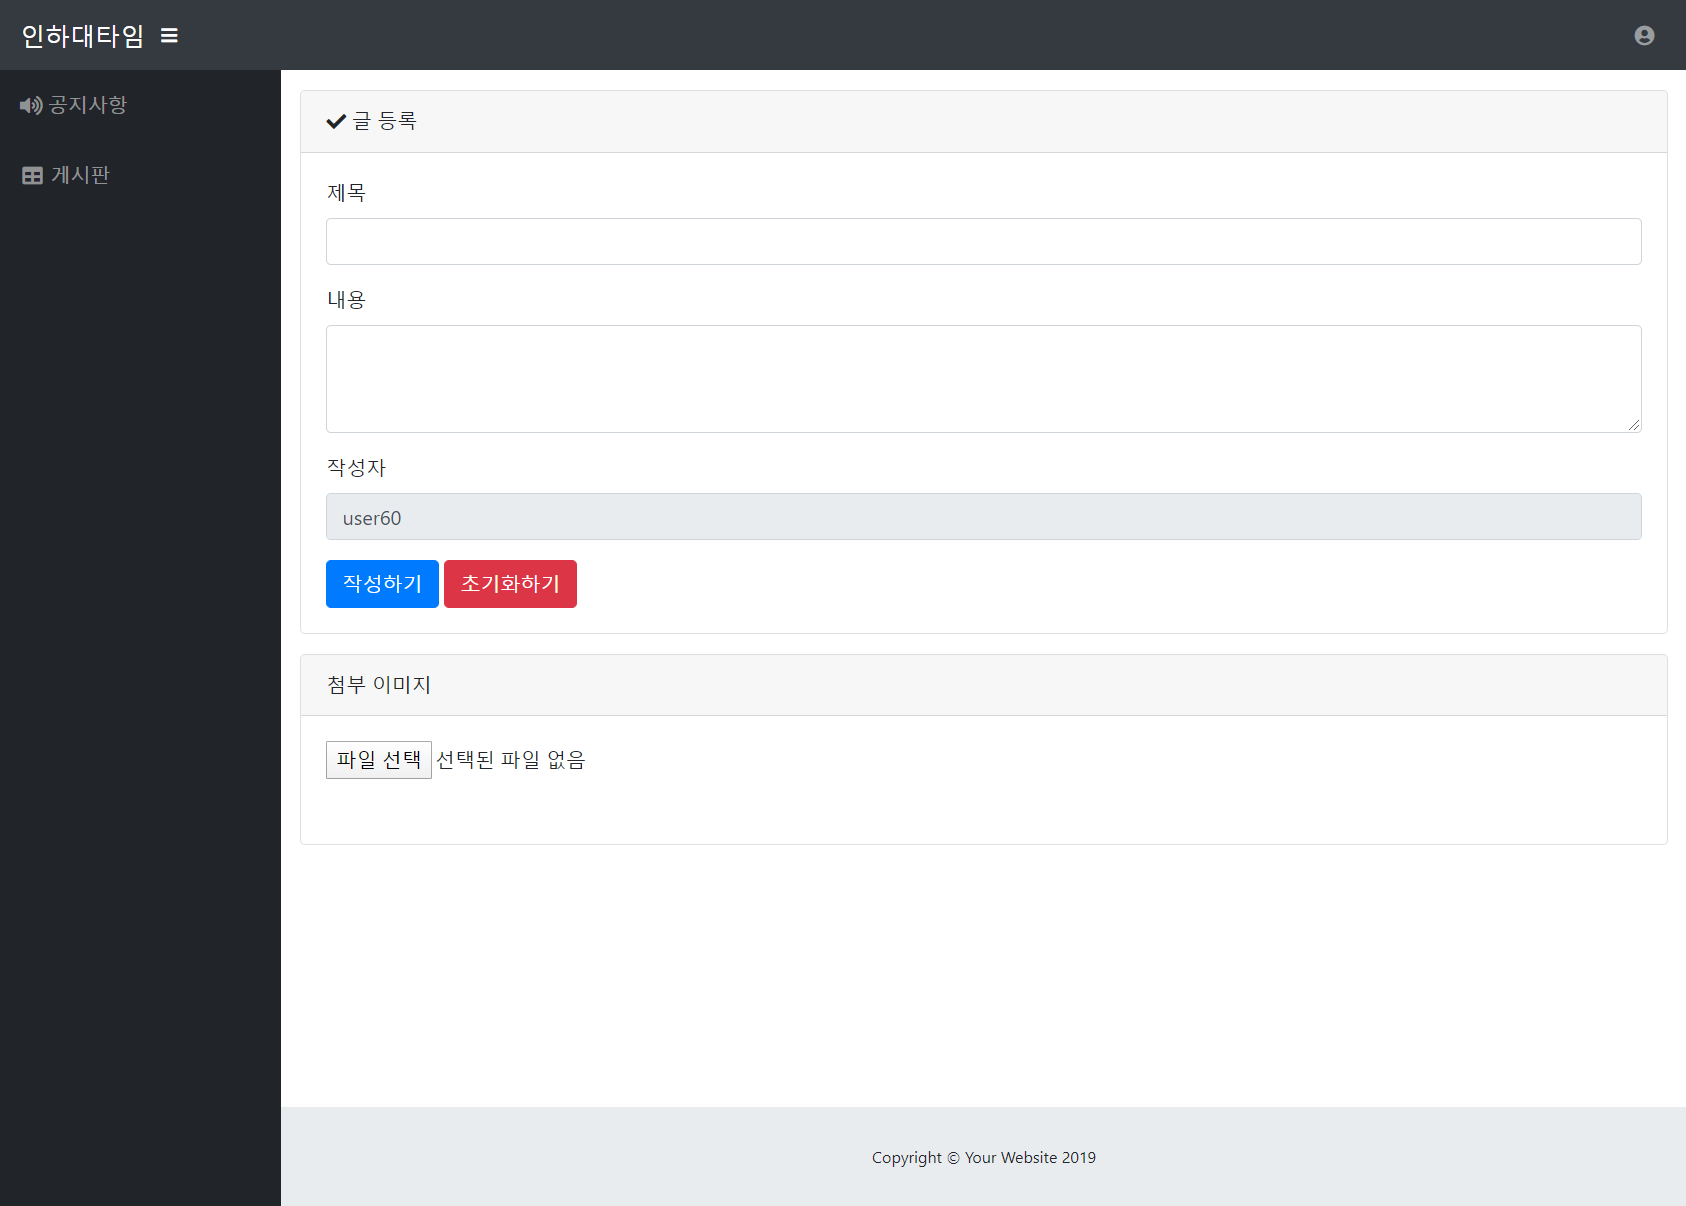 인하대타임
공지사항
게시판
글 등록
제목
내용
작성자
user60
작성하기 초기화하기
첨부 이미지
파일 선택 선택된 파일 없음
Copyright © Your Website 2019